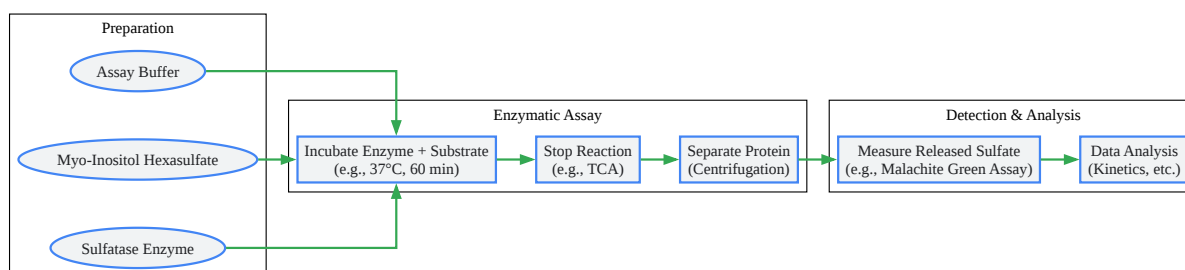 Preparation
Assay Buffer
Myo-Inositol Hexasulfate
Sulfatase Enzyme
Enzymatic Assay
Incubate Enzyme + Substrate
(e.g., 37°C, 60 min)
Stop Reaction
(e.g., TCA)
Separate Protein
(Centrifugation)
Detection & Analysis
Measure Released Sulfate
(e.g., Malachite Green Assay)
Data Analysis
(Kinetics, etc.)